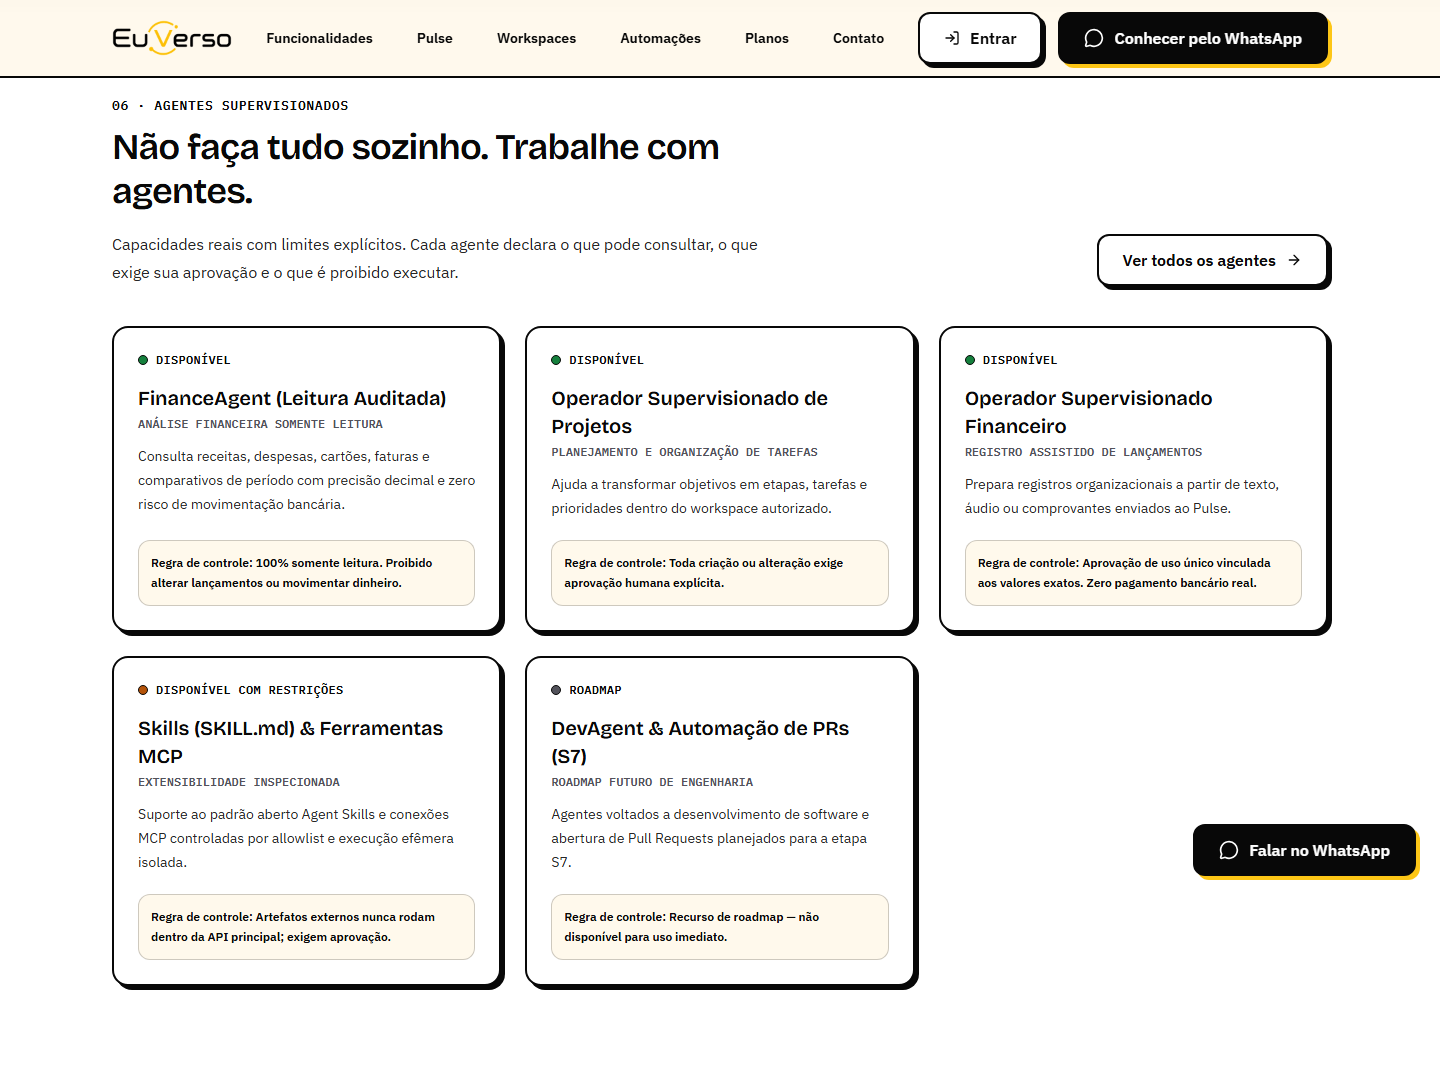 EuVerso
Funcionalidades
Pulse
Workspaces
Automações
Planos
Contato
Entrar
Conhecer pelo WhatsApp
06 · AGENTES SUPERVISIONADOS
Não faça tudo sozinho. Trabalhe com
agentes.
Capacidades reais com limites explícitos. Cada agente declara o que pode consultar, o que
exige sua aprovação e o que é proibido executar.
Ver todos os agentes
DISPONÍVEL
FinanceAgent (Leitura Auditada)
ANÁLISE FINANCEIRA SOMENTE LEITURA
Consulta receitas, despesas, cartões, faturas e
comparativos de período com precisão decimal e zero
risco de movimentação bancária.
Regra de controle: 100% somente leitura. Proibido
alterar lançamentos ou movimentar dinheiro.
DISPONÍVEL
Operador Supervisionado de
Projetos
PLANEJAMENTO E ORGANIZAÇÃO DE TAREFAS
Ajuda a transformar objetivos em etapas, tarefas e
prioridades dentro do workspace autorizado.
Regra de controle: Toda criação ou alteração exige
aprovação humana explícita.
DISPONÍVEL
Operador Supervisionado
Financeiro
REGISTRO ASSISTIDO DE LANÇAMENTOS
Prepara registros organizacionais a partir de texto,
áudio ou comprovantes enviados ao Pulse.
Regra de controle: Aprovação de uso único vinculada
aos valores exatos. Zero pagamento bancário real.
DISPONÍVEL COM RESTRIÇÕES
Skills (SKILL.md) & Ferramentas
MCP
EXTENSIBILIDADE INSPECIONADA
Suporte ao padrão aberto Agent Skills e conexões
MCP controladas por allowlist e execução efêmera
isolada.
Regra de controle: Artefatos externos nunca rodam
dentro da API principal; exigem aprovação.
ROADMAP
DevAgent & Automação de PRs
(S7)
ROADMAP FUTURO DE ENGENHARIA
Agentes voltados a desenvolvimento de software e
abertura de Pull Requests planejados para a etapa
S7.
Regra de controle: Recurso de roadmap — não
disponível para uso imediato.
Falar no WhatsApp